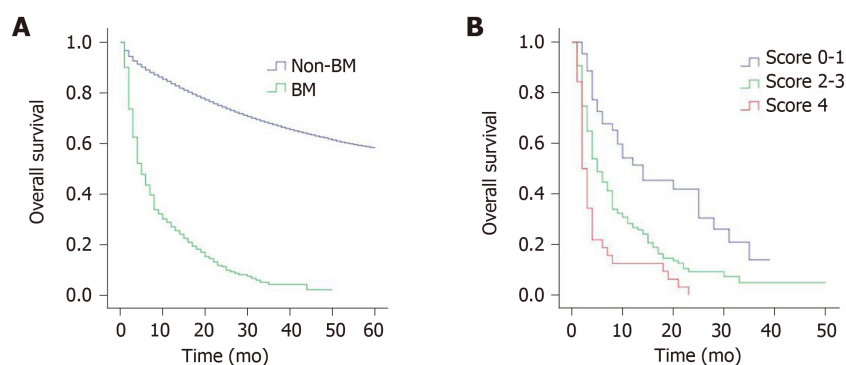 A
Overall survival
1.0
0.8
0.6
0.4
0.2
0.0
Non-BM
BM
0 10 20 30 40 50 60
Time (mo)
B
Overall survival
1.0
0.8
0.6
0.4
0.2
0.0
Score 0-1
Score 2-3
Score 4
0 10 20 30 40 50
Time (mo)